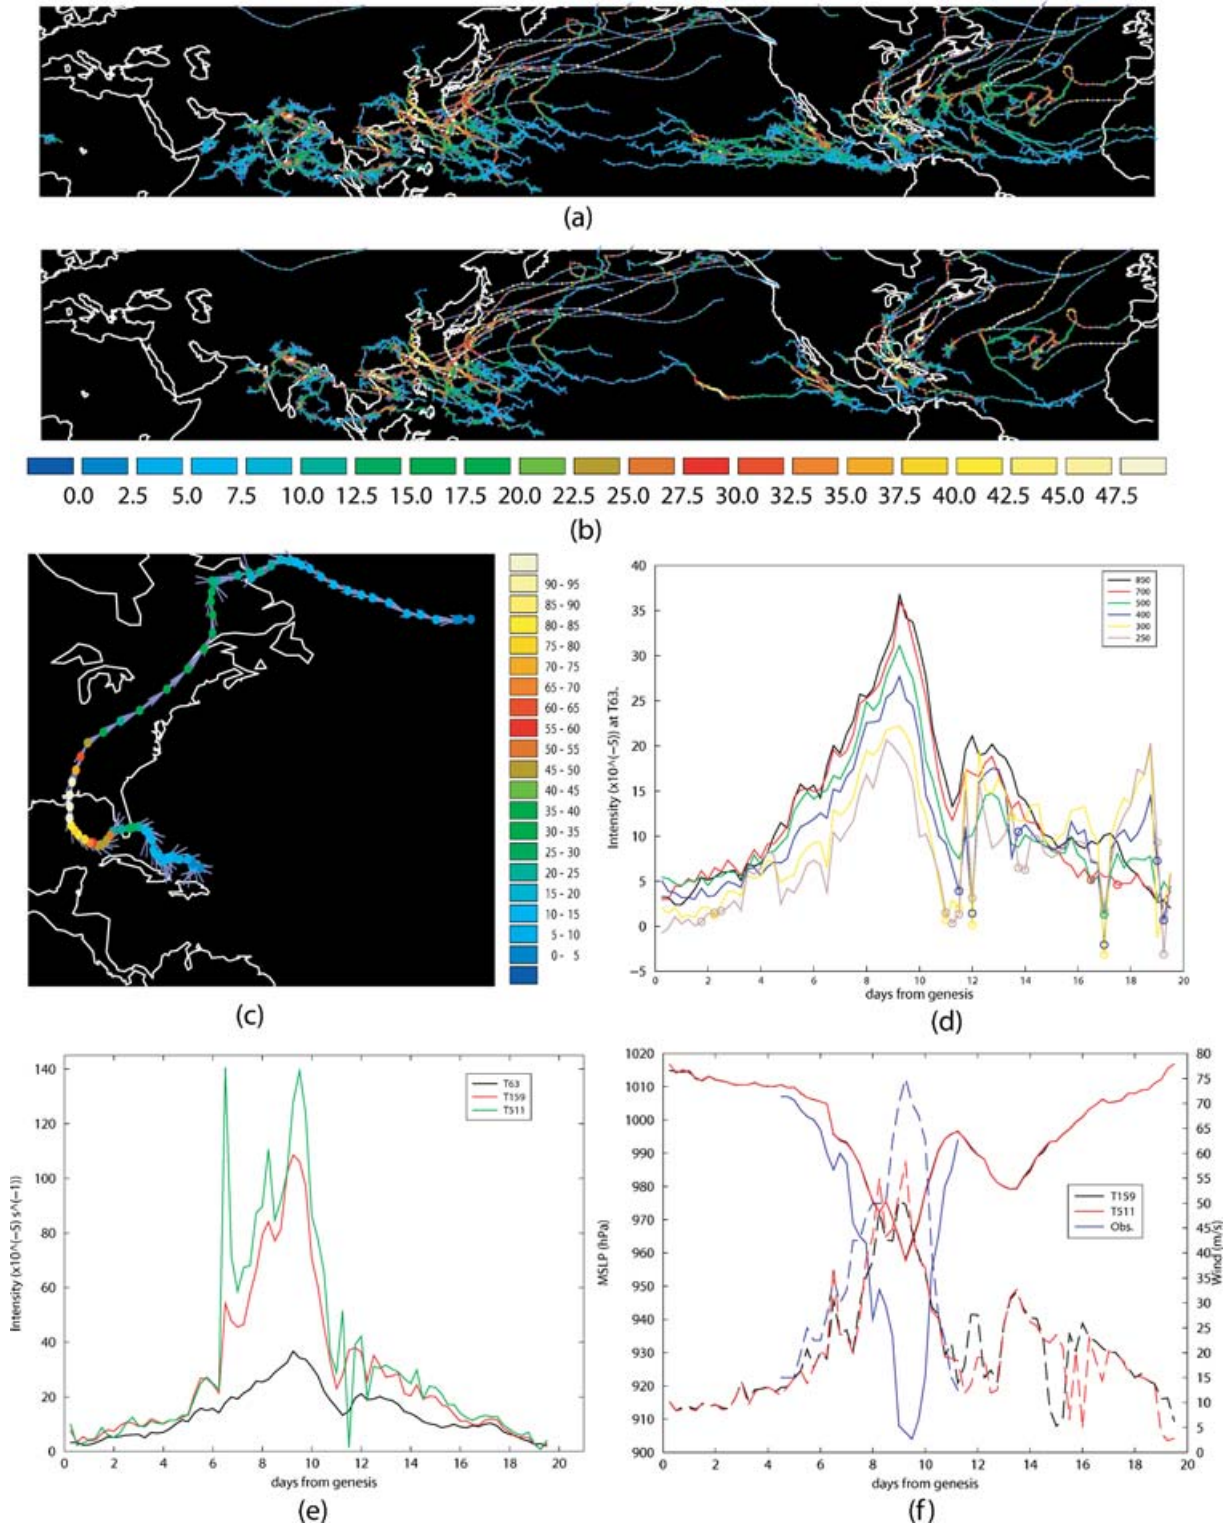 (a)
0.0 2.5 5.0 7.5 10.0 12.5 15.0 17.5 20.0 22.5 25.0 27.5 30.0 32.5 35.0 37.5 40.0 42.5 45.0 47.5
(b)
90 - 95
85 - 90
80 - 85
75 - 80
70 - 75
65 - 70
60 - 65
55 - 60
50 - 55
45 - 50
40 - 45
35 - 40
30 - 35
25 - 30
20 - 25
15 - 20
10 - 15
5 - 10
0 - 5
(c)
40
35
30
25
20
15
10
5
0
−5
Intensity (x10^(−5)) at T63,
850
700
500
400
300
250
0 2 4 6 8 10 12 14 16 18 20
days from genesis
(d)
140
120
100
80
60
40
20
0
Intensity (x10^(−5) s^(−1))
T63
T159
T511
0 2 4 6 8 10 12 14 16 18 20
days from genesis
(e)
1020
1010
1000
990
980
970
960
950
940
930
920
910
900
MSLP (hPa)
T159
T511
Obs.
80
75
70
65
60
55
50
45
40
35
30
25
20
15
10
5
0
Wind (m/s)
0 2 4 6 8 10 12 14 16 18 20
days from genesis
(f)